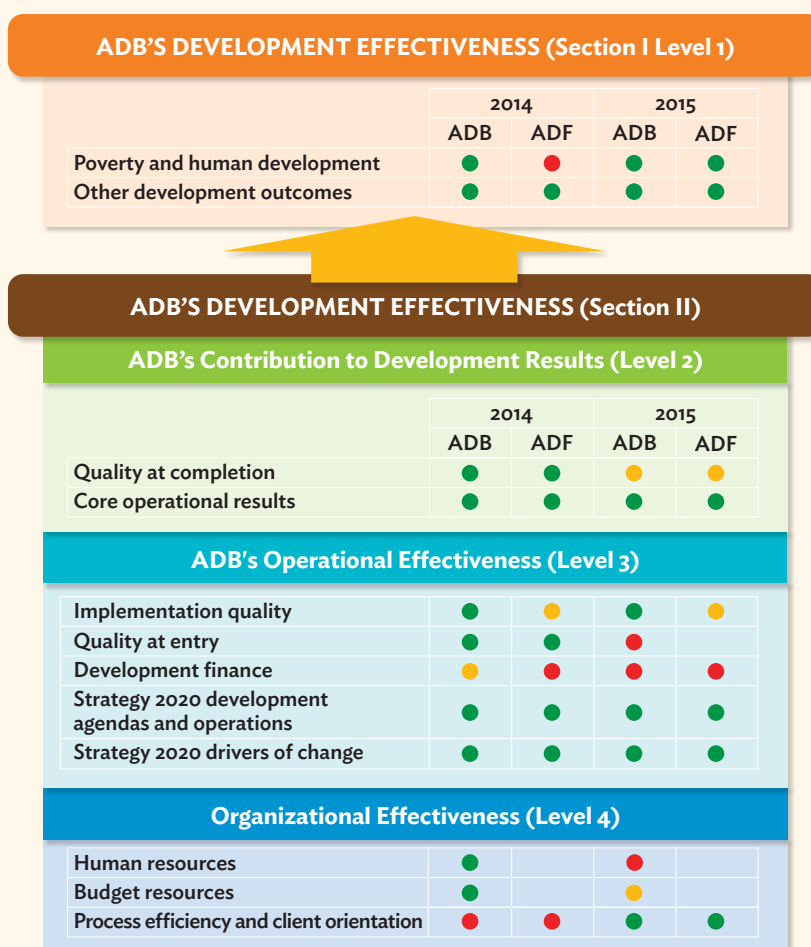 ADB'S DEVELOPMENT EFFECTIVENESS (Section I Level 1)
2014 2015
ADB ADF ADB ADF
Poverty and human development
Other development outcomes
ADB'S DEVELOPMENT EFFECTIVENESS (Section II)
ADB's Contribution to Development Results (Level 2)
2014 2015
ADB ADF ADB ADF
Quality at completion
Core operational results
ADB's Operational Effectiveness (Level 3)
Implementation quality
Quality at entry
Development finance
Strategy 2020 development
agendas and operations
Strategy 2020 drivers of change
Organizational Effectiveness (Level 4)
Human resources
Budget resources
Process efficiency and client orientation